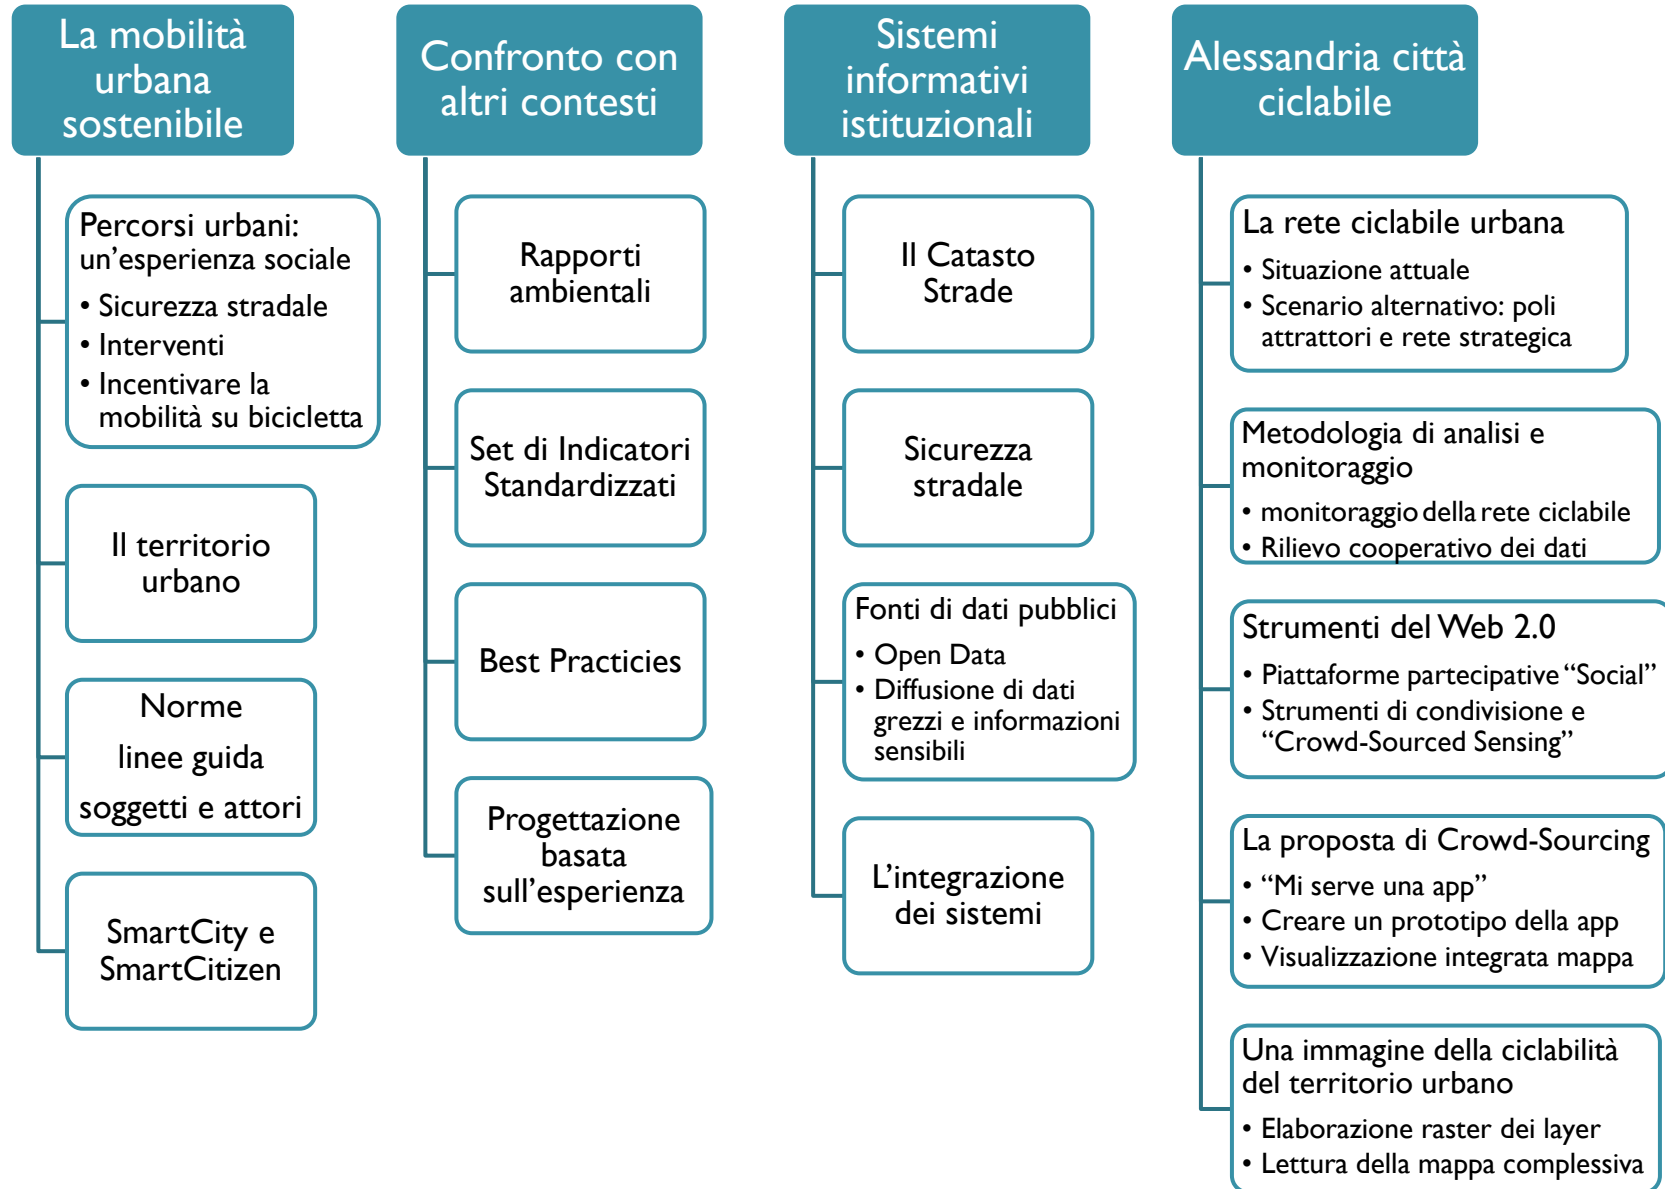 La mobilità
urbana
sostenibile
Percorsi urbani:
un’esperienza sociale
• Sicurezza stradale
• Interventi
• Incentivare la
mobilità su bicicletta
Il territorio
urbano
Norme
linee guida
soggetti e attori
SmartCity e
SmartCitizen
Confronto con
altri contesti
Rapporti
ambientali
Set di Indicatori
Standardizzati
Best Practicies
Progettazione
basata
sull’esperienza
Sistemi
informativi
istituzionali
Il Catasto
Strade
Sicurezza
stradale
Fonti di dati pubblici
• Open Data
• Diffusione di dati
grezzi e informazioni
sensibili
L’integrazione
dei sistemi
Alessandria città
ciclabile
La rete ciclabile urbana
• Situazione attuale
• Scenario alternativo: poli
attrattori e rete strategica
Metodologia di analisi e
monitoraggio
• monitoraggio della rete ciclabile
• Rilievo cooperativo dei dati
Strumenti del Web 2.0
• Piattaforme partecipative “Social”
• Strumenti di condivisione e
“Crowd-Sourced Sensing”
La proposta di Crowd-Sourcing
• “Mi serve una app”
• Creare un prototipo della app
• Visualizzazione integrata mappa
Una immagine della ciclabilità
del territorio urbano
• Elaborazione raster dei layer
• Lettura della mappa complessiva